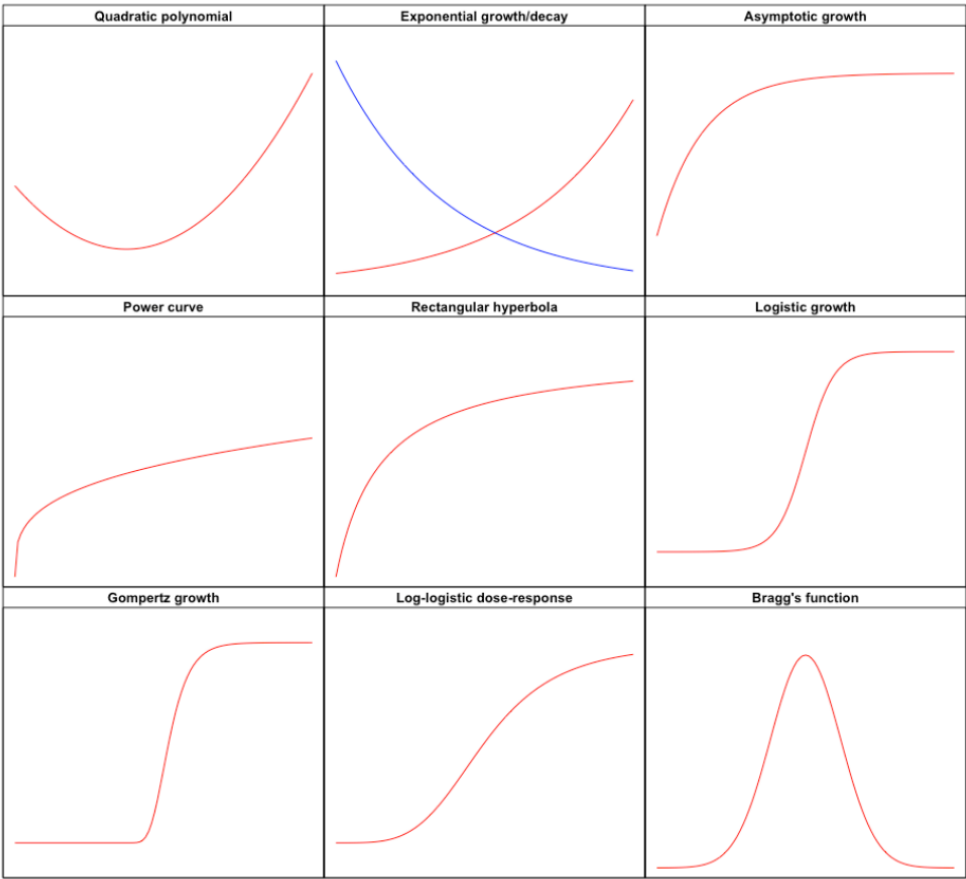 Quadratic polynomial
Exponential growth/decay
Asymptotic growth
Power curve
Rectangular hyperbola
Logistic growth
Gompertz growth
Log-logistic dose-response
Bragg's function